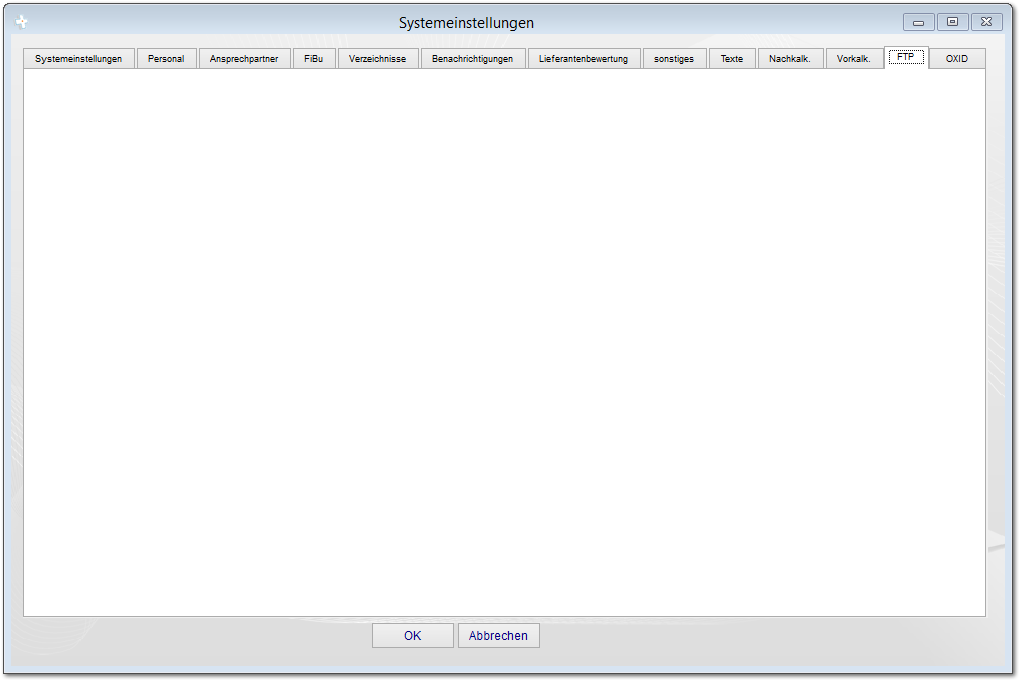 Systemeinstellungen
Systemeinstellungen Personal Ansprechpartner FiBu Verzeichnisse Benachrichtigungen Lieferantenbewertung sonstiges Texte Nachkalk. Vorkalk. FTP OXID
OK Abbrechen